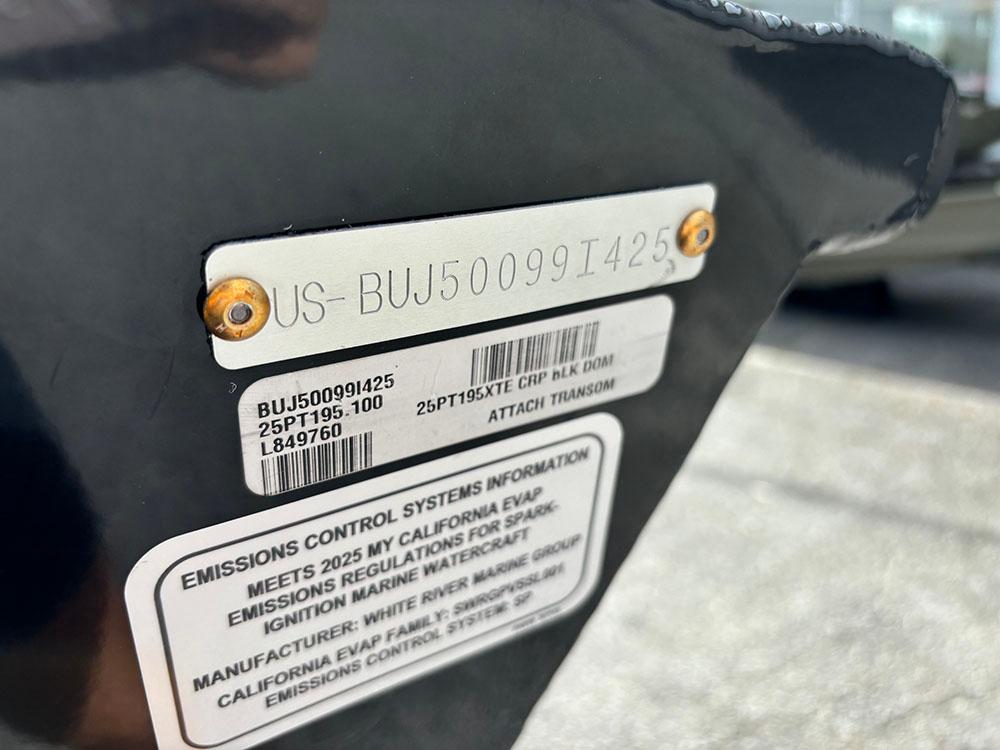 US-BUJ50099I425
BUJ50099I425
25PT195.100
L849760
25PT195XTE CRP BLK DOM
ATTACH TRANSOM
EMISSIONS CONTROL SYSTEMS INFORMATION
MEETS 2025 MY CALIFORNIA EVAP
EMISSIONS REGULATIONS FOR SPARK-
IGNITION MARINE WATERCRAFT
MANUFACTURER: WHITE RIVER MARINE GROUP
CALIFORNIA EVAP FAMILY:
EMISSIONS CONTROL SYSTEM: SP